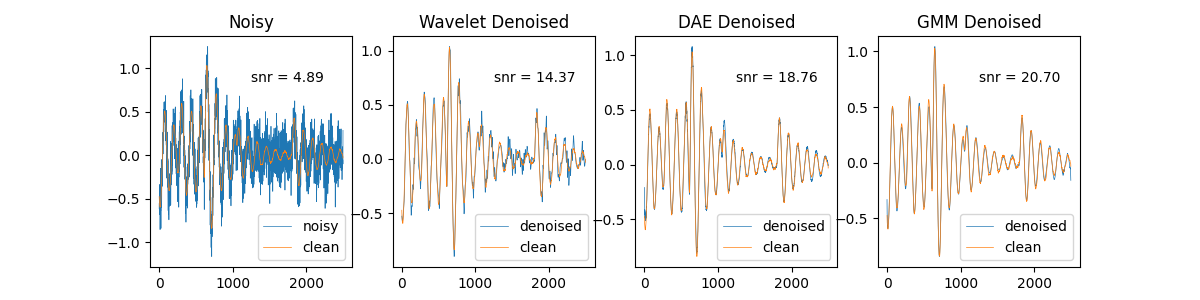 Noisy
Wavelet Denoised
DAE Denoised
GMM Denoised
snr = 4.89
1.0
0.5
0.0
−0.5
−1.0
noisy
clean
0
1000
2000
snr = 14.37
1.0
0.5
0.0
−0.5
denoised
clean
0
1000
2000
snr = 18.76
1.0
0.5
0.0
−0.5
denoised
clean
0
1000
2000
snr = 20.70
1.0
0.5
0.0
−0.5
denoised
clean
0
1000
2000